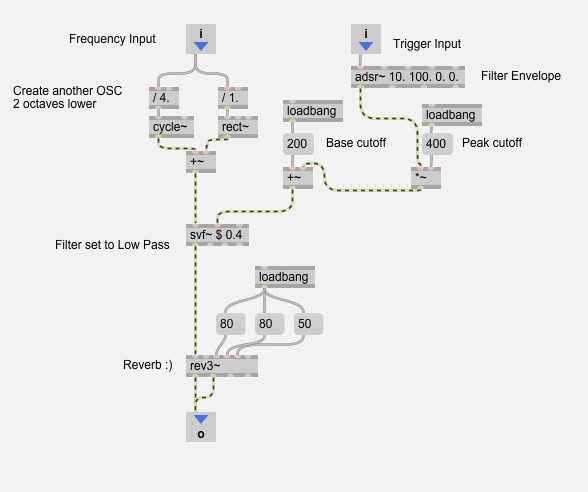 i
i
Frequency Input
Trigger Input
adsr~ 10. 100. 0. 0.
Filter Envelope
Create another OSC
2 octaves lower
/ 4.
/ 1.
loadbang
loadbang
cycle~
rect~
200
Base cutoff
400
Peak cutoff
+~
+~
*~
svf~ $ 0.4
Filter set to Low Pass
loadbang
80
80
50
Reverb :)
rev3~
o